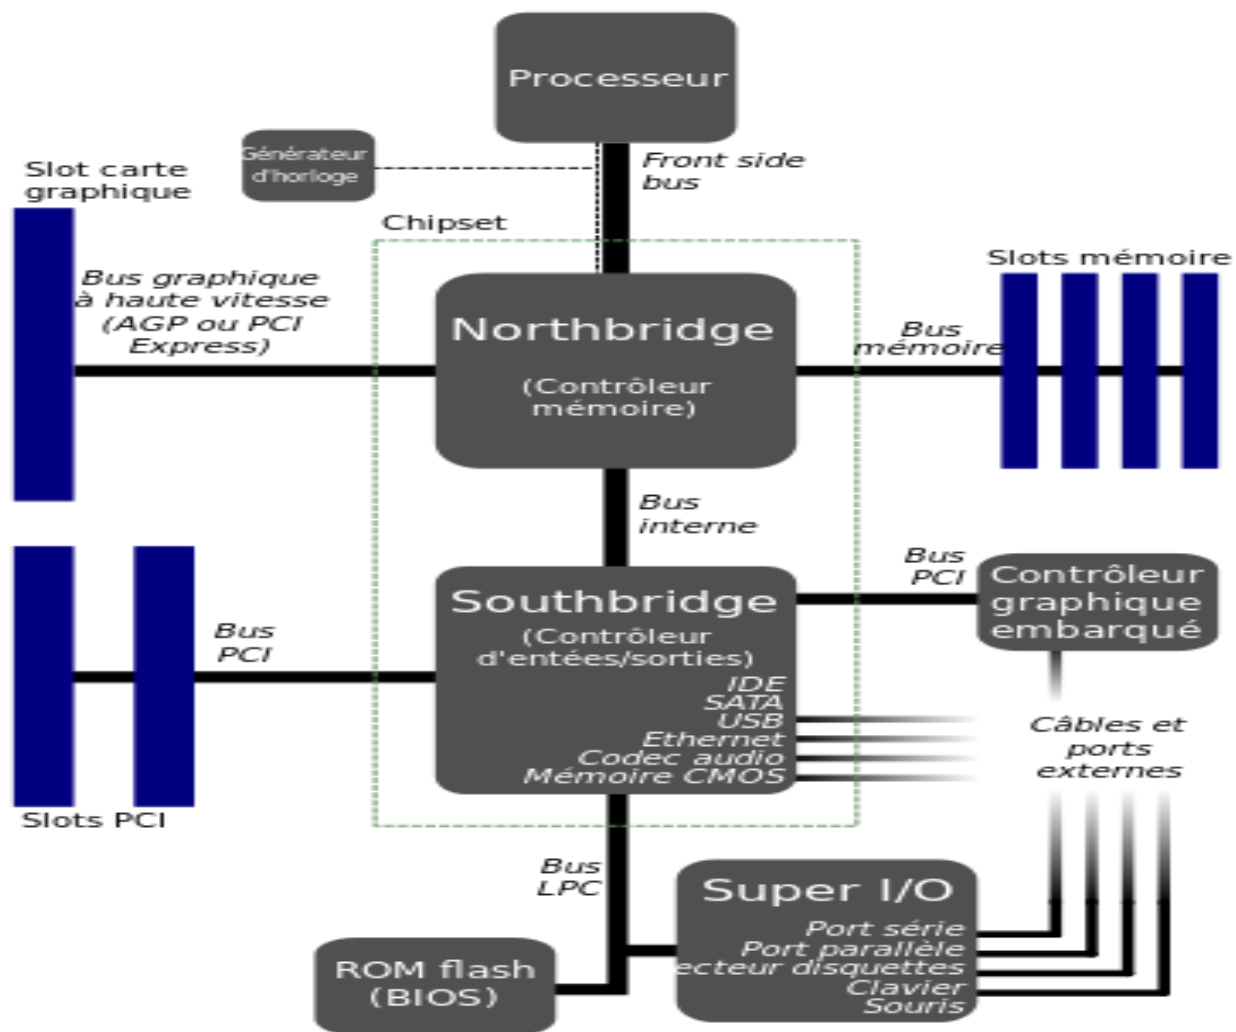 Processeur
Générateur
d'horloge
Front side
bus
Slot carte
graphique
Chipset
Bus graphique
à haute vitesse
(AGP ou PCI
Express)
Northbridge
(Contrôleur
mémoire)
Slots mémoire
Bus
mémoire
Bus
interne
Bus
PCI
Southbridge
(Contrôleur
d'entées/sorties)
IDE
SATA
USB
Ethernet
Codec audio
Mémoire CMOS
Bus
PCI
Contrôleur
graphique
embarqué
Câbles et
ports
externes
Slots PCI
Bus
LPC
Super I/O
Port série
Port parallèle
ecteur disquettes
Clavier
Souris
ROM flash
(BIOS)